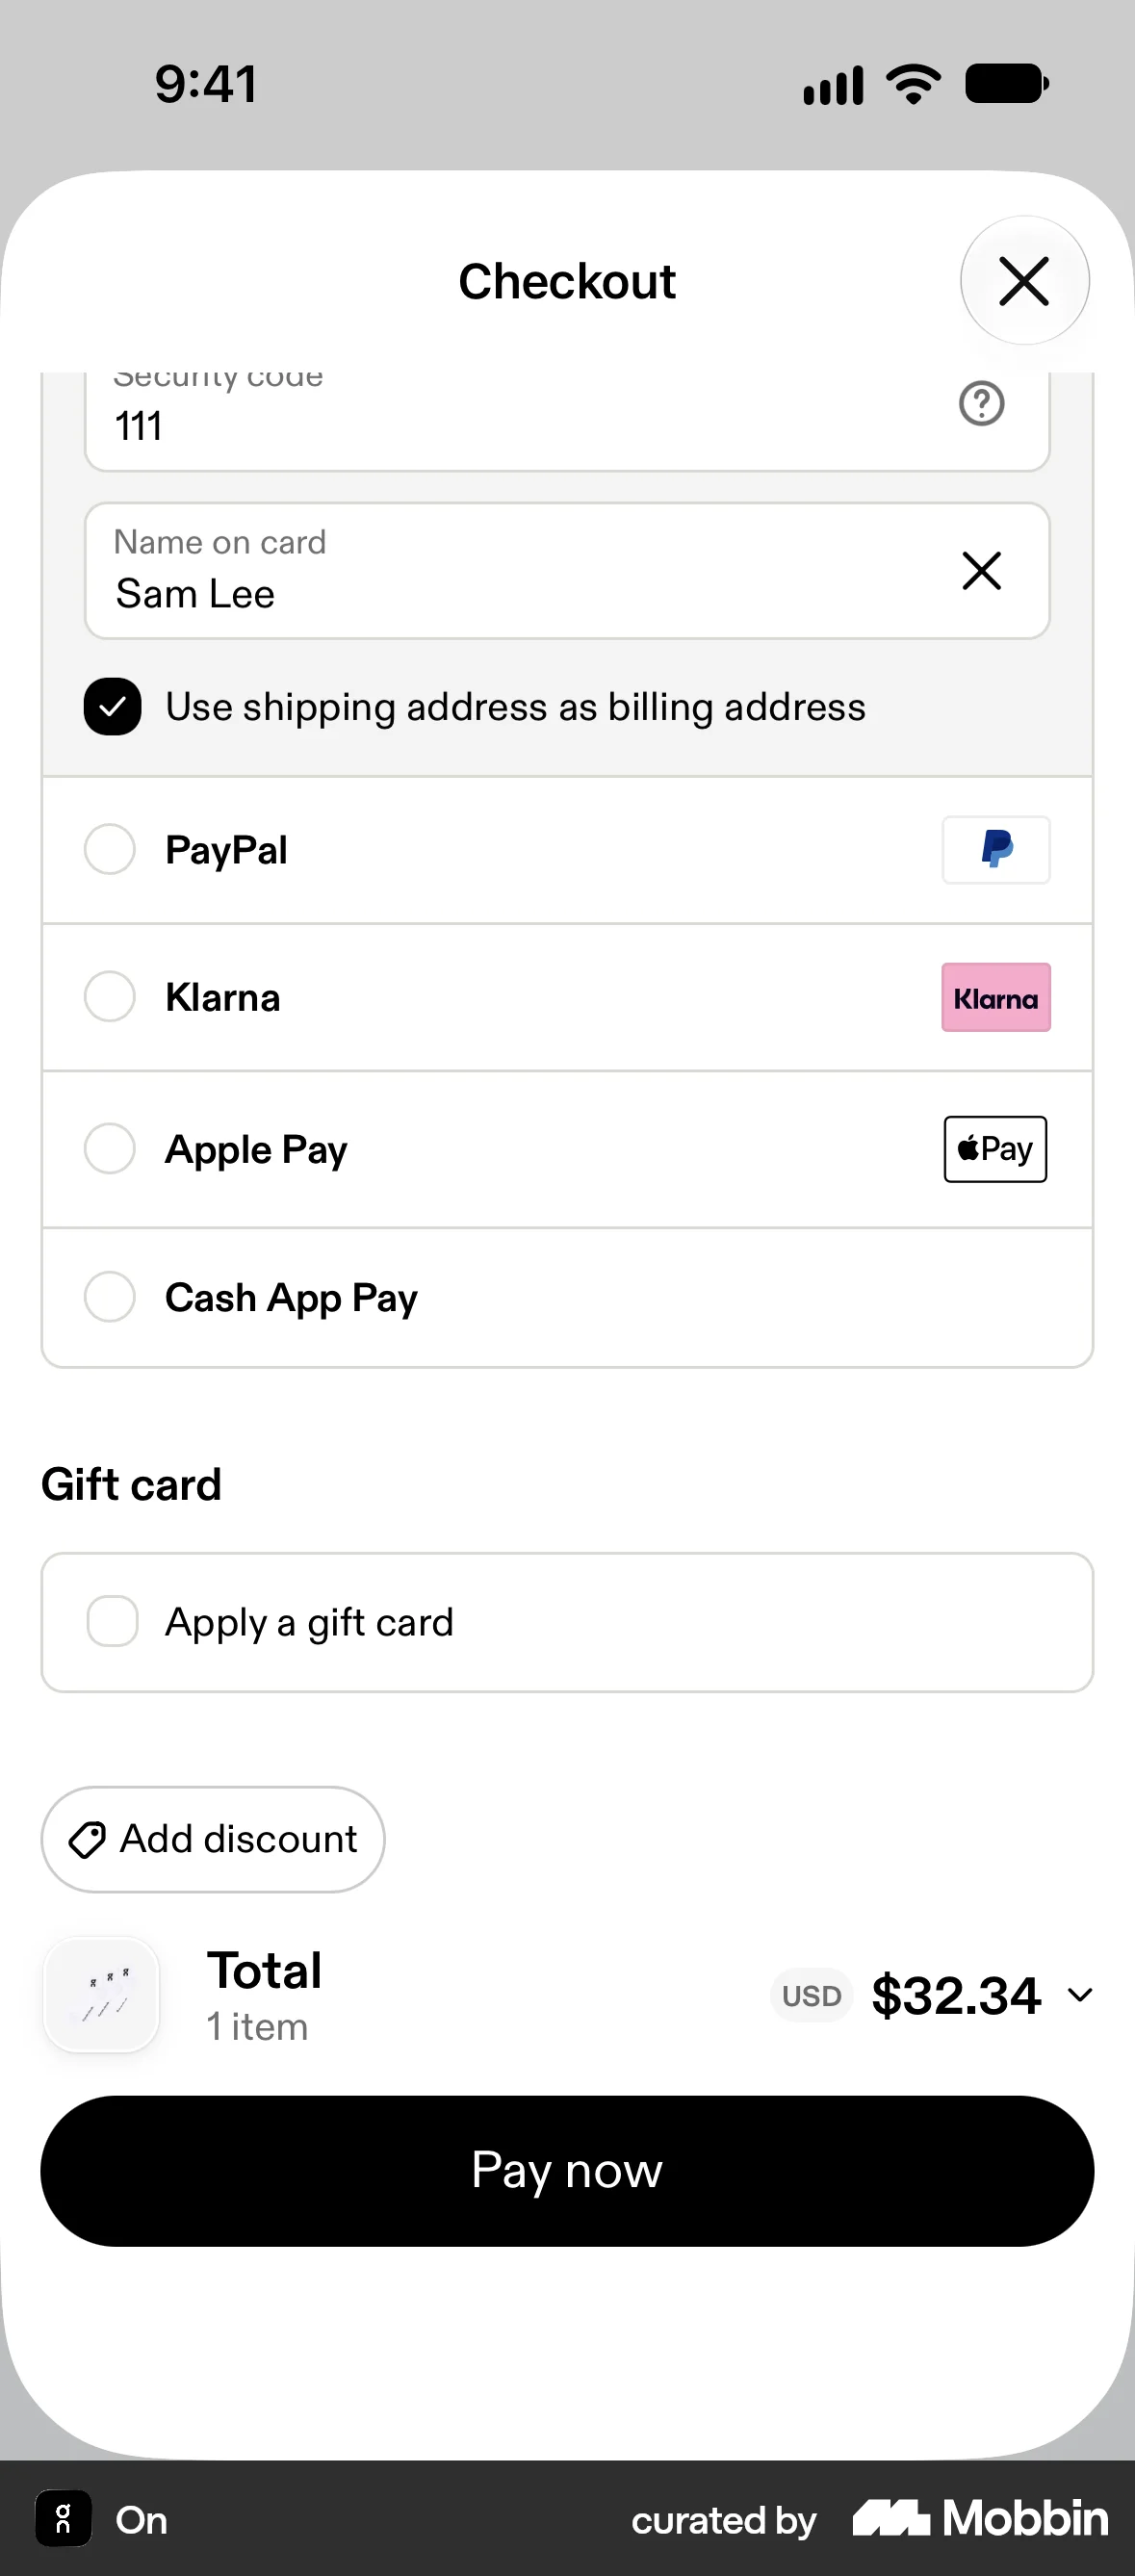 9:41
Checkout
Security code
111
Name on card
Sam Lee
Use shipping address as billing address
PayPal
Klarna
Klarna
Apple Pay
Pay
Cash App Pay
Gift card
Apply a gift card
Add discount
Total
1 item
USD $32.34
Pay now
On
curated by Mobbin